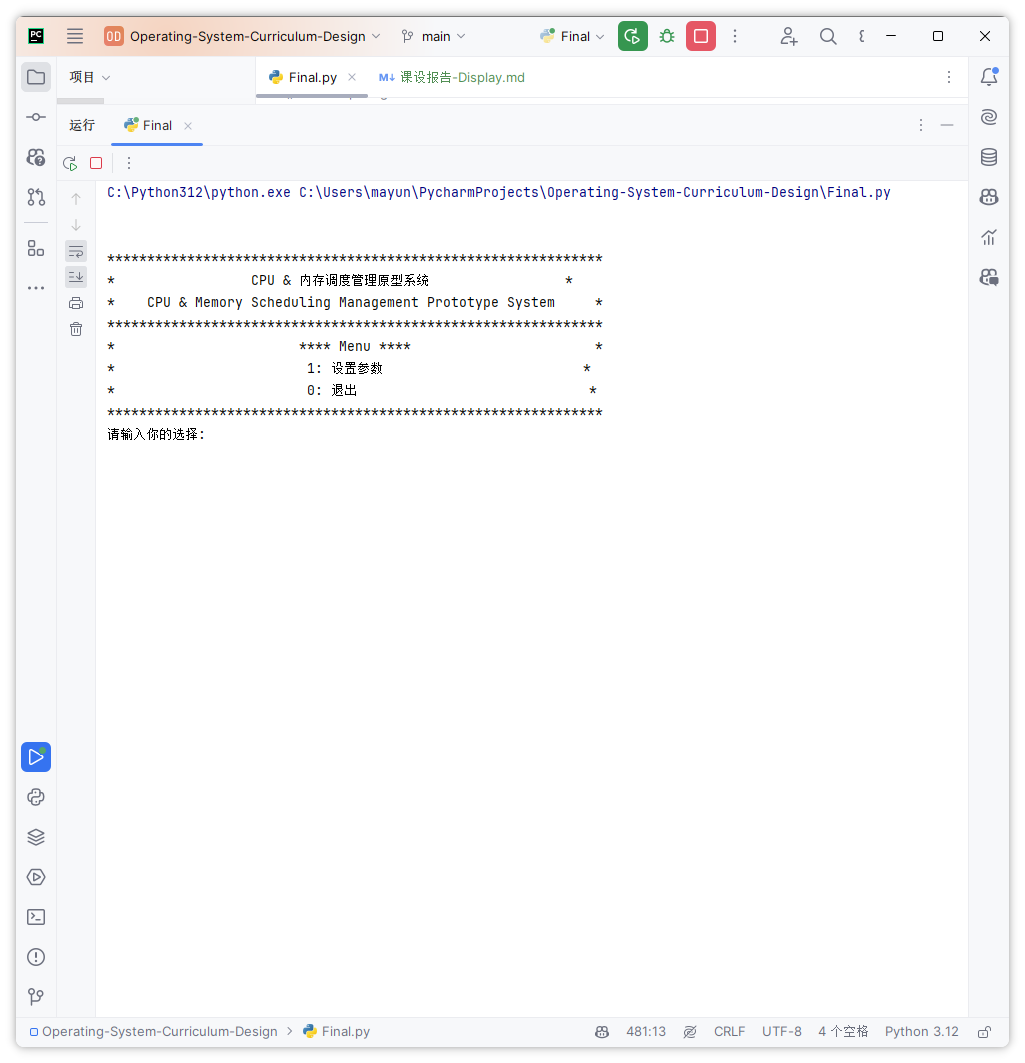 PC OD Operating-System-Curriculum-Design main Final
项目 Final.py M↓ 课设报告-Display.md
运行 Final
C:\Python312\python.exe C:\Users\mayun\PycharmProjects\Operating-System-Curriculum-Design\Final.py
**************************************************************
*                 CPU & 内存调度管理原型系统                 *
*    CPU & Memory Scheduling Management Prototype System     *
**************************************************************
*                       **** Menu ****                       *
*                        1: 设置参数                         *
*                        0: 退出                             *
**************************************************************
请输入你的选择:
Operating-System-Curriculum-Design > Final.py 481:13 CRLF UTF-8 4 个空格 Python 3.12